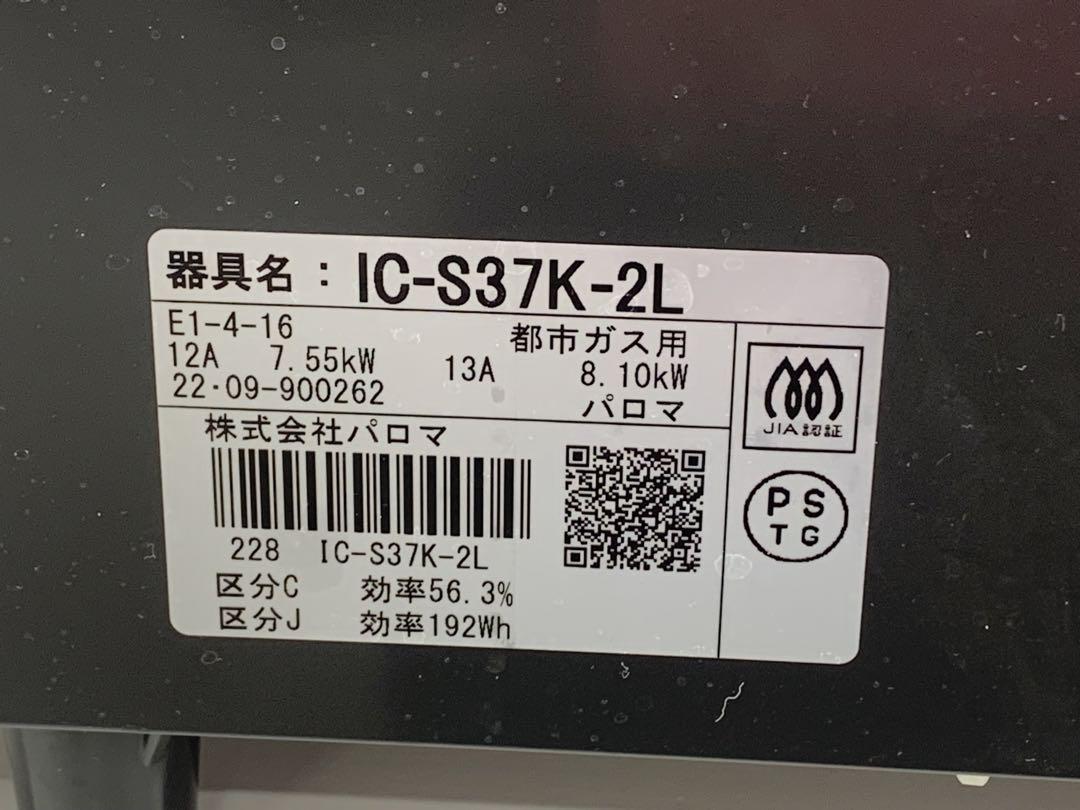 器具名 : IC-S37K-2L
E1-4-16 都市ガス用
12A 7.55kW 13A 8.10kW
22・09-900262 パロマ
株式会社パロマ
228 IC-S37K-2L
区分C 効率56.3%
区分J 効率192Wh
JIA認証
PS
TG